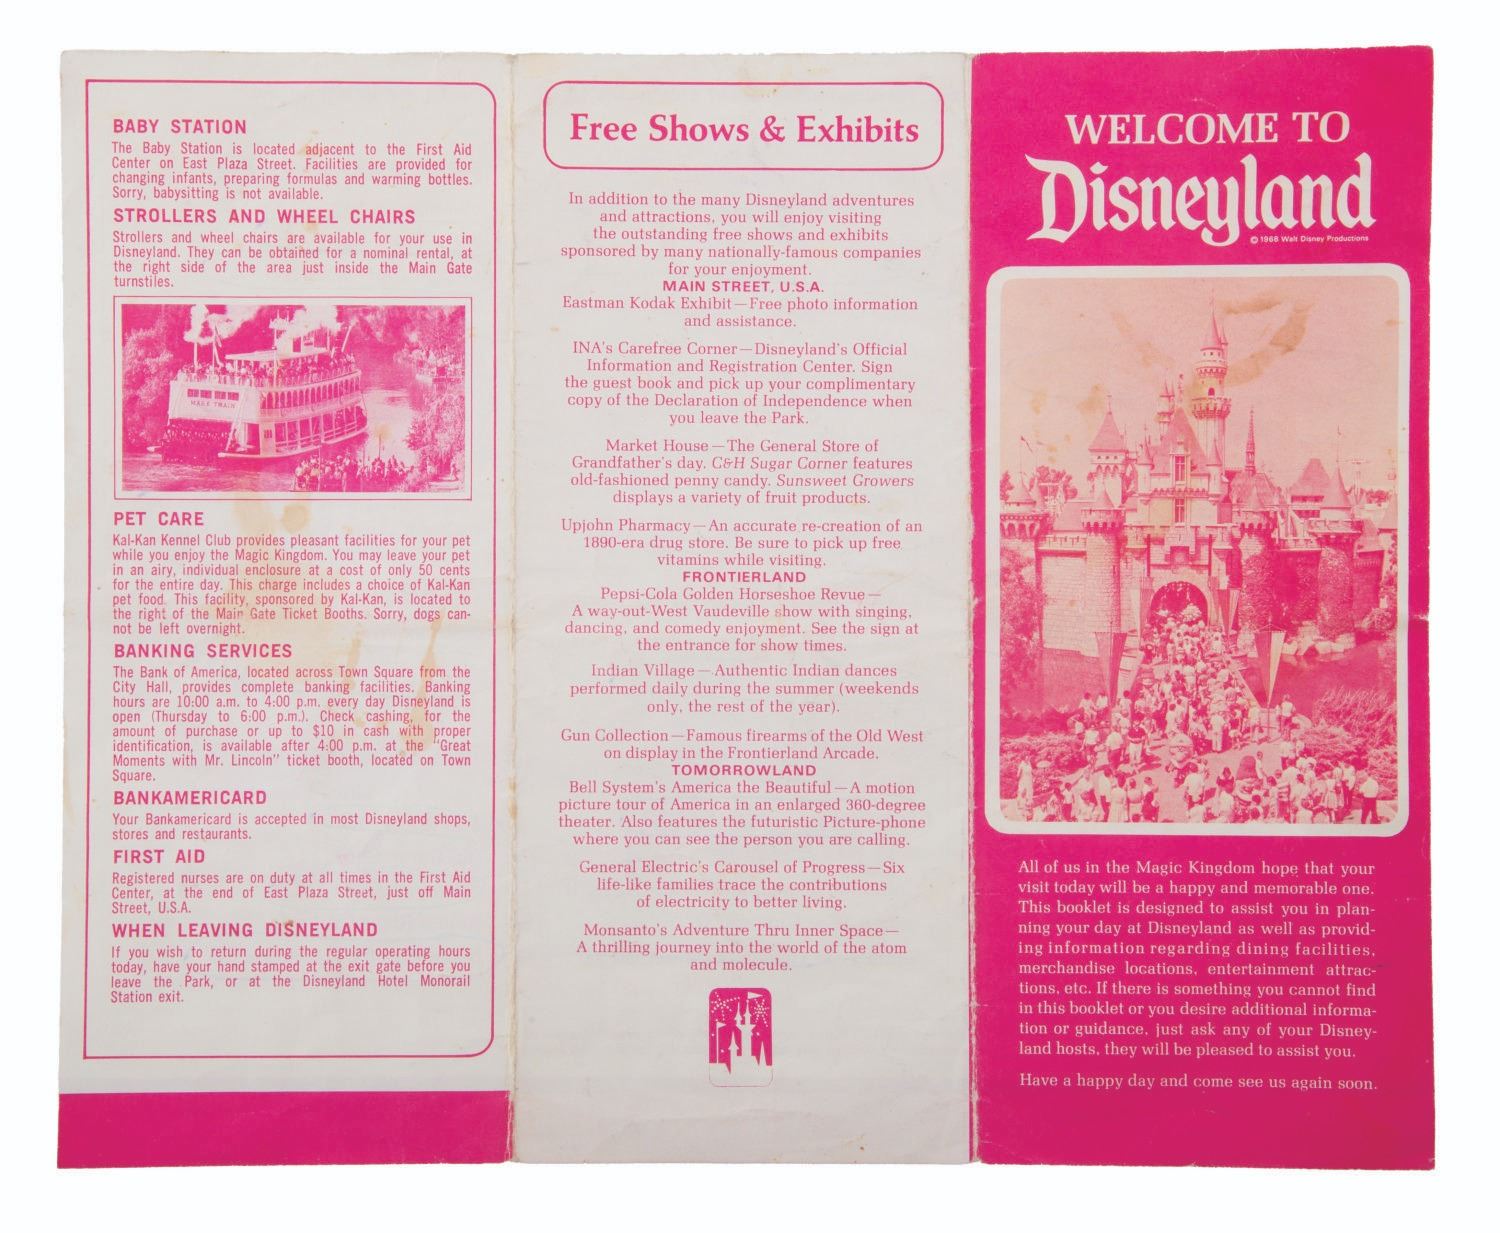 BABY STATION
The Baby Station is located adjacent to the First Aid
Center on East Plaza Street. Facilities are provided for
changing infants, preparing formulas and warming bottles.
Sorry, babysitting is not available.
STROLLERS AND WHEEL CHAIRS
Strollers and wheel chairs are available for your use in
Disneyland. They can be obtained for a nominal rental, at
the right side of the area just inside the Main Gate
turnstiles.
MARK TWAIN
PET CARE
Kal-Kan Kennel Club provides pleasant facilities for your pet
while you enjoy the Magic Kingdom. You may leave your pet
in an airy, individual enclosure at a cost of only 50 cents
for the entire day. This charge includes a choice of Kal-Kan
pet food. This facility, sponsored by Kal-Kan, is located to
the right of the Main Gate Ticket Booths. Sorry, dogs can-
not be left overnight.
BANKING SERVICES
The Bank of America, located across Town Square from the
City Hall, provides complete banking facilities. Banking
hours are 10:00 a.m. to 4:00 p.m. every day Disneyland is
open (Thursday to 6:00 p.m.). Check cashing, for the
amount of purchase or up to $10 in cash with proper
identification, is available after 4:00 p.m. at the "Great
Moments with Mr. Lincoln" ticket booth, located on Town
Square.
BANKAMERICARD
Your Bankamericard is accepted in most Disneyland shops,
stores and restaurants.
FIRST AID
Registered nurses are on duty at all times in the First Aid
Center, at the end of East Plaza Street, just off Main
Street, U.S.A.
WHEN LEAVING DISNEYLAND
If you wish to return during the regular operating hours
today, have your hand stamped at the exit gate before you
leave the Park, or at the Disneyland Hotel Monorail
Station exit.
Free Shows & Exhibits
In addition to the many Disneyland adventures
and attractions, you will enjoy visiting
the outstanding free shows and exhibits
sponsored by many nationally-famous companies
for your enjoyment.
MAIN STREET, U.S.A.
Eastman Kodak Exhibit—Free photo information
and assistance.
INA's Carefree Corner—Disneyland's Official
Information and Registration Center. Sign
the guest book and pick up your complimentary
copy of the Declaration of Independence when
you leave the Park.
Market House—The General Store of
Grandfather's day. C&H Sugar Corner features
old-fashioned penny candy. Sunsweet Growers
displays a variety of fruit products.
Upjohn Pharmacy—An accurate re-creation of an
1890-era drug store. Be sure to pick up free
vitamins while visiting.
FRONTIERLAND
Pepsi-Cola Golden Horseshoe Revue—
A way-out-West Vaudeville show with singing,
dancing, and comedy enjoyment. See the sign at
the entrance for show times.
Indian Village—Authentic Indian dances
performed daily during the summer (weekends
only, the rest of the year).
Gun Collection—Famous firearms of the Old West
on display in the Frontierland Arcade.
TOMORROWLAND
Bell System's America the Beautiful—A motion
picture tour of America in an enlarged 360-degree
theater. Also features the futuristic Picture-phone
where you can see the person you are calling.
General Electric's Carousel of Progress—Six
life-like families trace the contributions
of electricity to better living.
Monsanto's Adventure Thru Inner Space—
A thrilling journey into the world of the atom
and molecule.
WELCOME TO
Disneyland
© 1968 Walt Disney Productions
All of us in the Magic Kingdom hope that your
visit today will be a happy and memorable one.
This booklet is designed to assist you in plan-
ning your day at Disneyland as well as provid-
ing information regarding dining facilities,
merchandise locations, entertainment attrac-
tions, etc. If there is something you cannot find
in this booklet or you desire additional informa-
tion or guidance, just ask any of your Disney-
land hosts, they will be pleased to assist you.
Have a happy day and come see us again soon.